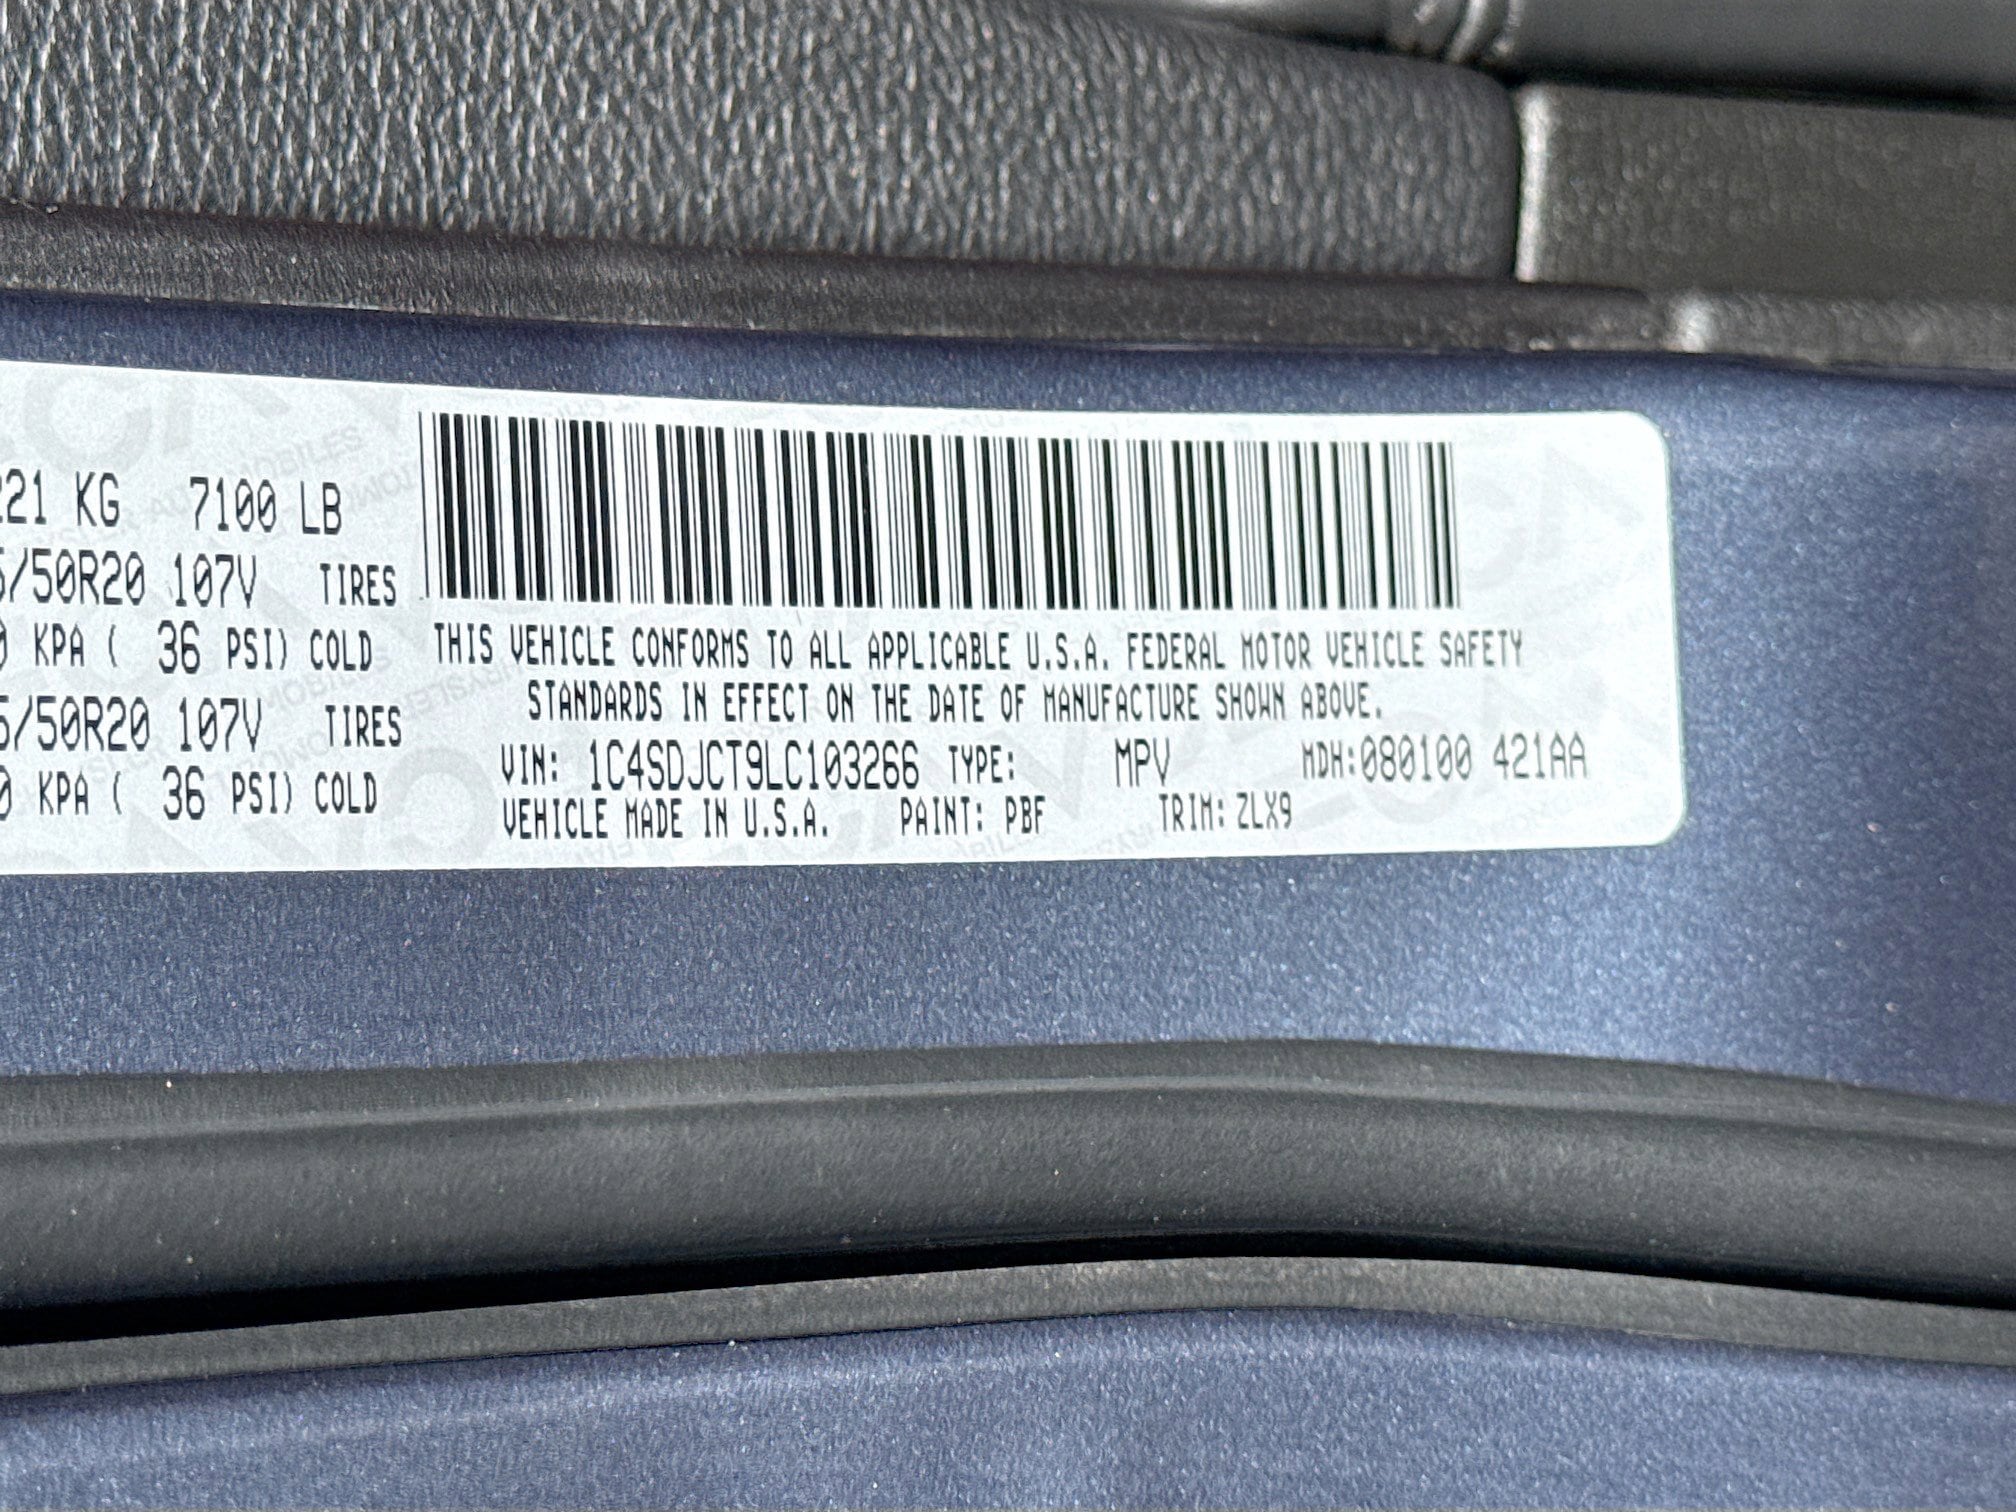 221 KG 7100 LB
5/50R20 107V TIRES
0 KPA ( 36 PSI) COLD
5/50R20 107V TIRES
0 KPA ( 36 PSI) COLD
THIS VEHICLE CONFORMS TO ALL APPLICABLE U.S.A. FEDERAL MOTOR VEHICLE SAFETY
STANDARDS IN EFFECT ON THE DATE OF MANUFACTURE SHOWN ABOVE.
VIN: 1C4SDJCT9LC103266 TYPE: MPV MDH:080100 421AA
VEHICLE MADE IN U.S.A. PAINT: PBF TRIM: ZLX9